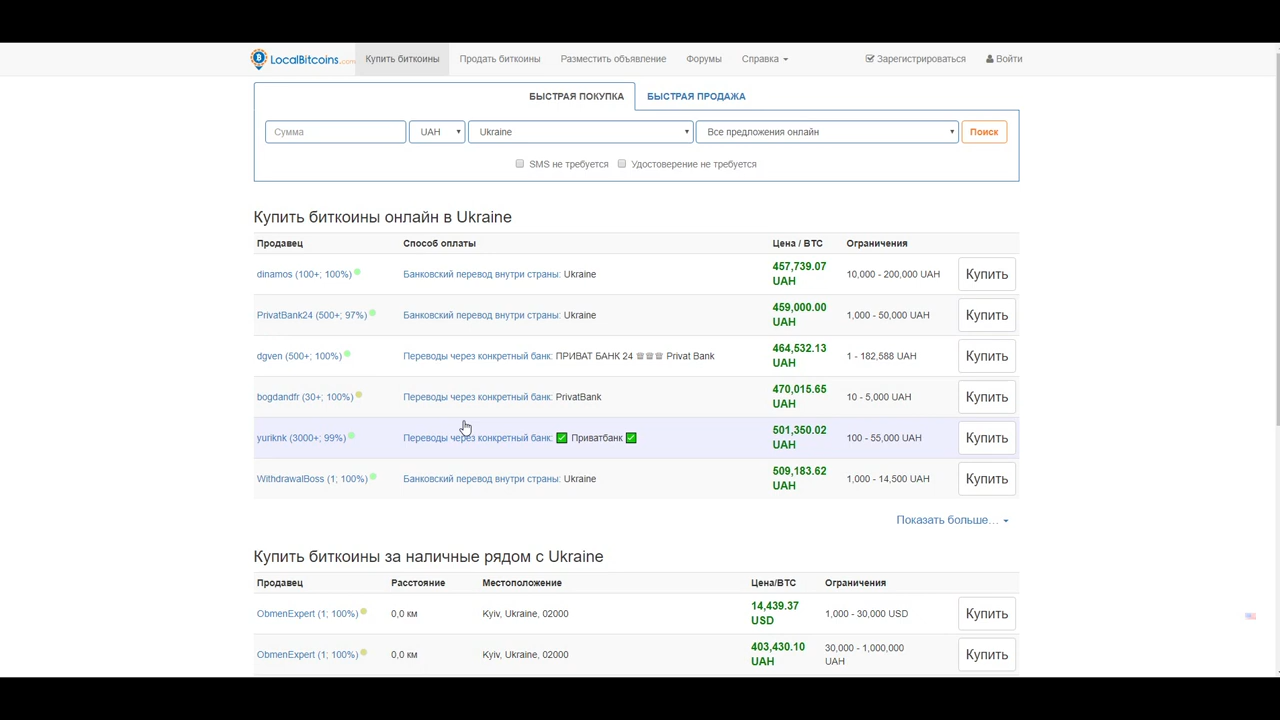 LocalBitcoins.com Купить биткоины Продать биткоины Разместить объявление Форумы Справка Зарегистрироваться Войти
БЫСТРАЯ ПОКУПКА БЫСТРАЯ ПРОДАЖА
Сумма UAH Ukraine Все предложения онлайн Поиск
SMS не требуется Удостоверение не требуется
Купить биткоины онлайн в Ukraine
Продавец Способ оплаты Цена / BTC Ограничения
dinamos (100+; 100%) Банковский перевод внутри страны: Ukraine 457,739.07 UAH 10,000 - 200,000 UAH Купить
PrivatBank24 (500+; 97%) Банковский перевод внутри страны: Ukraine 459,000.00 UAH 1,000 - 50,000 UAH Купить
dgven (500+; 100%) Переводы через конкретный банк: ПРИВАТ БАНК 24 ♕♕♕ Privat Bank 464,532.13 UAH 1 - 182,588 UAH Купить
bogdandfr (30+; 100%) Переводы через конкретный банк: PrivatBank 470,015.65 UAH 10 - 5,000 UAH Купить
yuriknk (3000+; 99%) Переводы через конкретный банк: ✅ Приватбанк ✅ 501,350.02 UAH 100 - 55,000 UAH Купить
WithdrawalBoss (1; 100%) Банковский перевод внутри страны: Ukraine 509,183.62 UAH 1,000 - 14,500 UAH Купить
Показать больше…
Купить биткоины за наличные рядом с Ukraine
Продавец Расстояние Местоположение Цена/BTC Ограничения
ObmenExpert (1; 100%) 0,0 км Kyiv, Ukraine, 02000 14,439.37 USD 1,000 - 30,000 USD Купить
ObmenExpert (1; 100%) 0,0 км Kyiv, Ukraine, 02000 403,430.10 UAH 30,000 - 1,000,000 UAH Купить